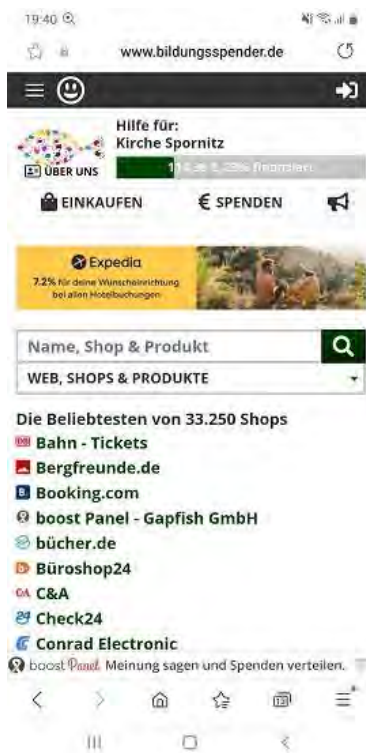 19:40
www.bildungsspender.de
Hilfe für:
Kirche Spornitz
ÜBER UNS
EINKAUFEN
€ SPENDEN
Expedia
7.2% für deine Wunscheinrichtung
bei allen Hotelbuchungen
Name, Shop & Produkt
WEB, SHOPS & PRODUKTE
Die Beliebtesten von 33.250 Shops
DB Bahn - Tickets
Bergfreunde.de
B. Booking.com
boost Panel - Gapfish GmbH
bücher.de
Büroshop24
C&A C&A
24 Check24
Conrad Electronic
boost Panel Meinung sagen und Spenden verteilen.